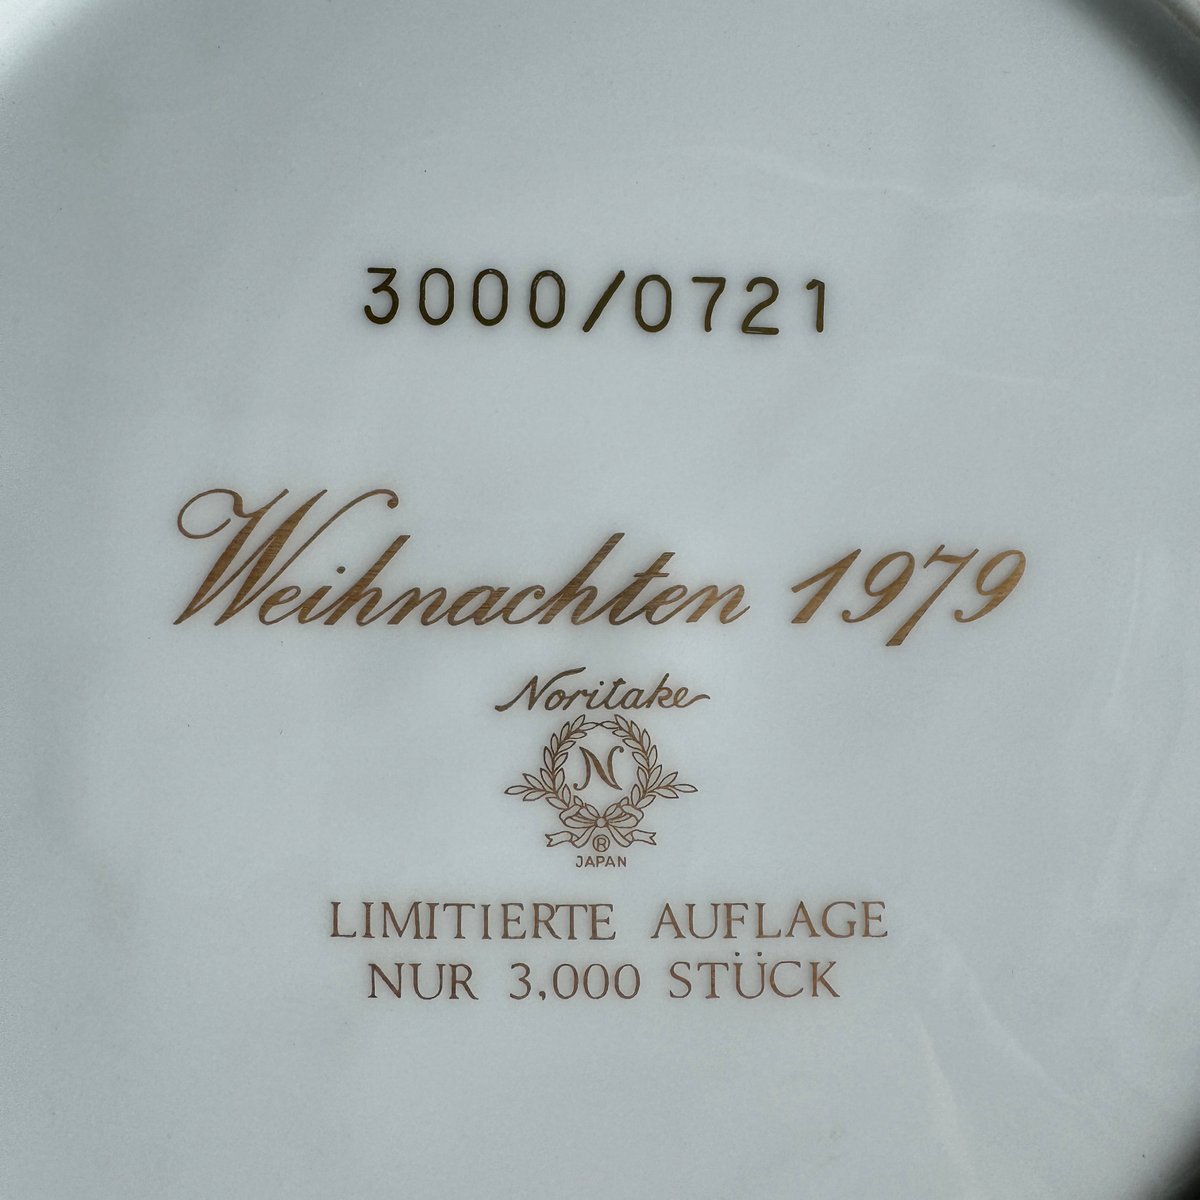 3000/0721
Weihnachten 1979
Noritake
N
®
JAPAN
LIMITIERTE AUFLAGE
NUR 3,000 STÜCK